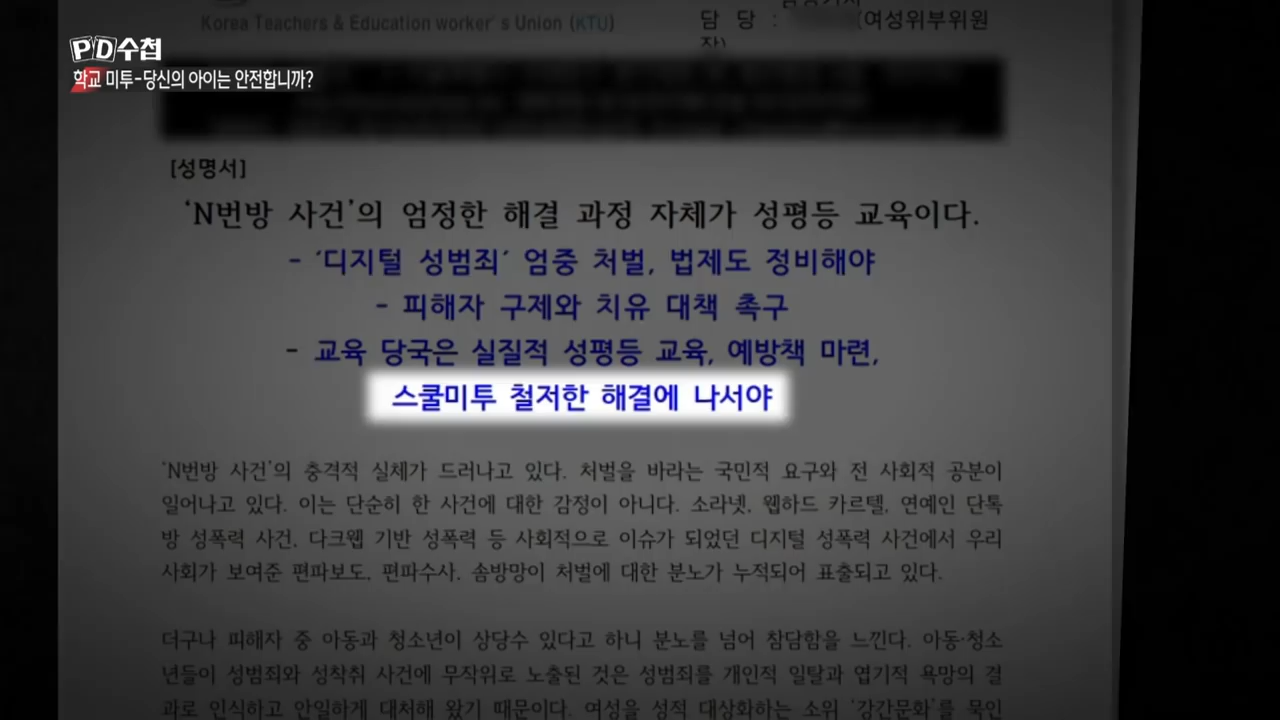 Korea Teachers & Education worker's Union (KTU)
담 당 : (여성위부위원
장)
PD수첩
학교 미투-당신의 아이는 안전합니까?
[성명서]
‘N번방 사건’의 엄정한 해결 과정 자체가 성평등 교육이다.
- ´디지털 성범죄´ 엄중 처벌, 법제도 정비해야
- 피해자 구제와 치유 대책 촉구
- 교육 당국은 실질적 성평등 교육, 예방책 마련,
스쿨미투 철저한 해결에 나서야
‘N번방 사건’의 충격적 실체가 드러나고 있다. 처벌을 바라는 국민적 요구와 전 사회적 공분이
일어나고 있다. 이는 단순히 한 사건에 대한 감정이 아니다. 소라넷, 웹하드 카르텔, 연예인 단톡
방 성폭력 사건, 다크웹 기반 성폭력 등 사회적으로 이슈가 되었던 디지털 성폭력 사건에서 우리
사회가 보여준 편파보도, 편파수사, 솜방망이 처벌에 대한 분노가 누적되어 표출되고 있다.
더구나 피해자 중 아동과 청소년이 상당수 있다고 하니 분노를 넘어 참담함을 느낀다. 아동·청소
년들이 성범죄와 성착취 사건에 무작위로 노출된 것은 성범죄를 개인적 일탈과 엽기적 욕망의 결
과로 인식하고 안일하게 대처해 왔기 때문이다. 여성을 성적 대상화하는 소위 ‘강간문화’를 묵인